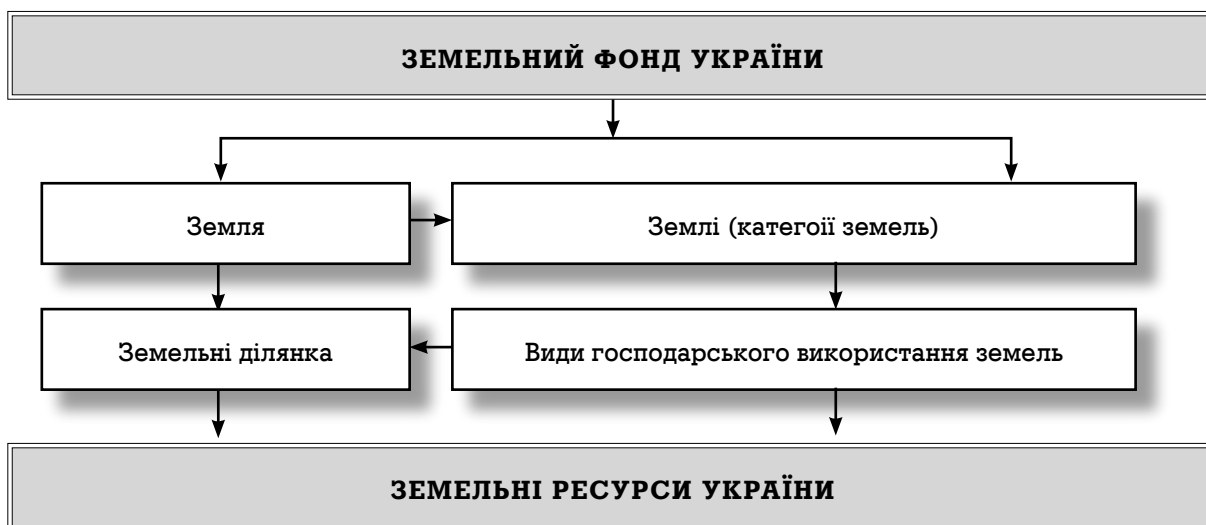 ЗЕМЕЛЬНИЙ ФОНД УКРАЇНИ
Земля
Землі (категоії земель)
Земельні ділянка
Види господарського використання земель
ЗЕМЕЛЬНІ РЕСУРСИ УКРАЇНИ